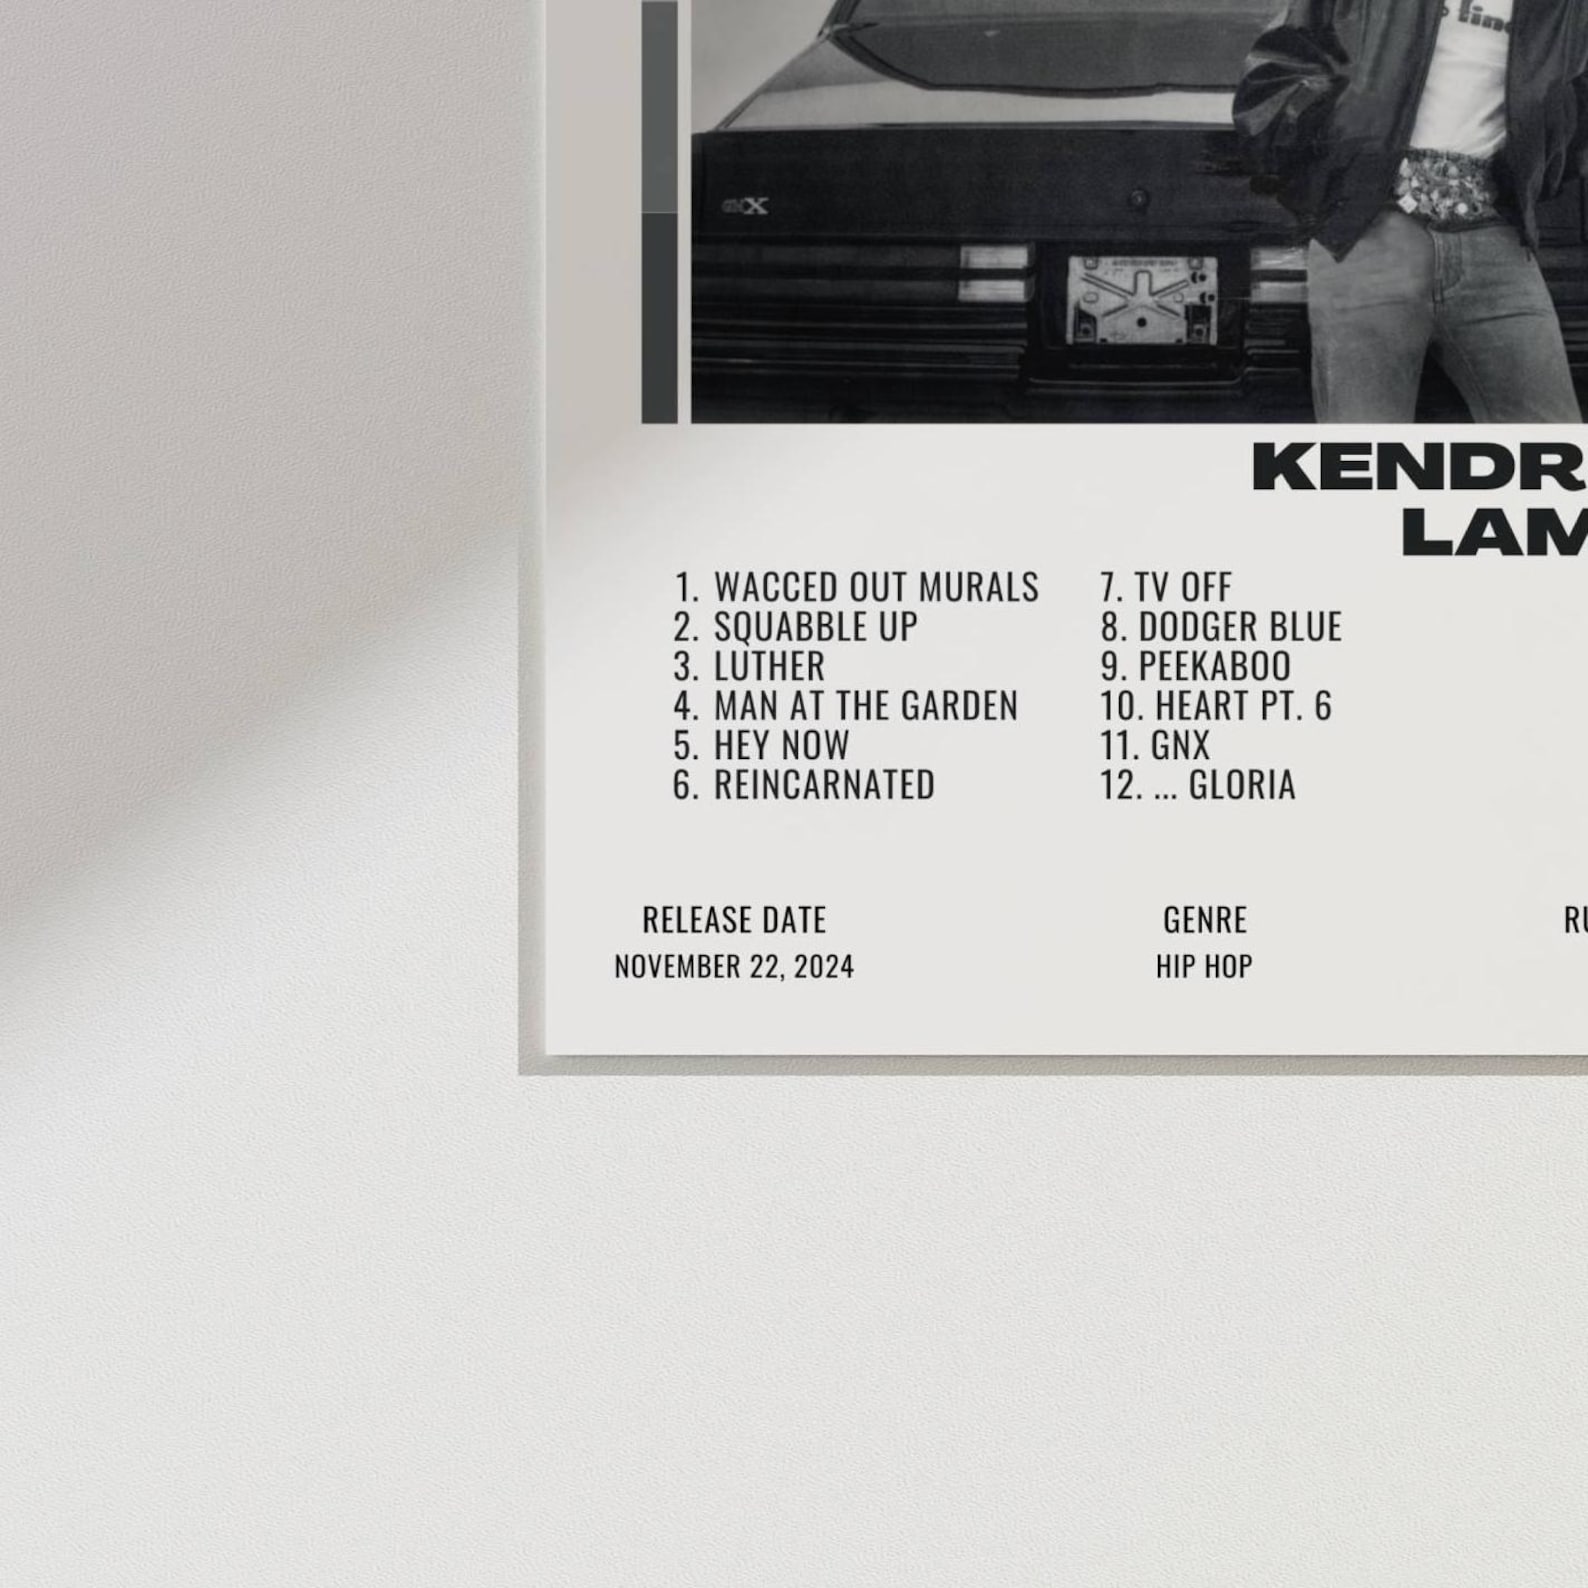 X
KENDR
LAM
1. WACCED OUT MURALS
2. SQUABBLE UP
3. LUTHER
4. MAN AT THE GARDEN
5. HEY NOW
6. REINCARNATED
7. TV OFF
8. DODGER BLUE
9. PEEKABOO
10. HEART PT. 6
11. GNX
12. ... GLORIA
RELEASE DATE
NOVEMBER 22, 2024
GENRE
HIP HOP
RU